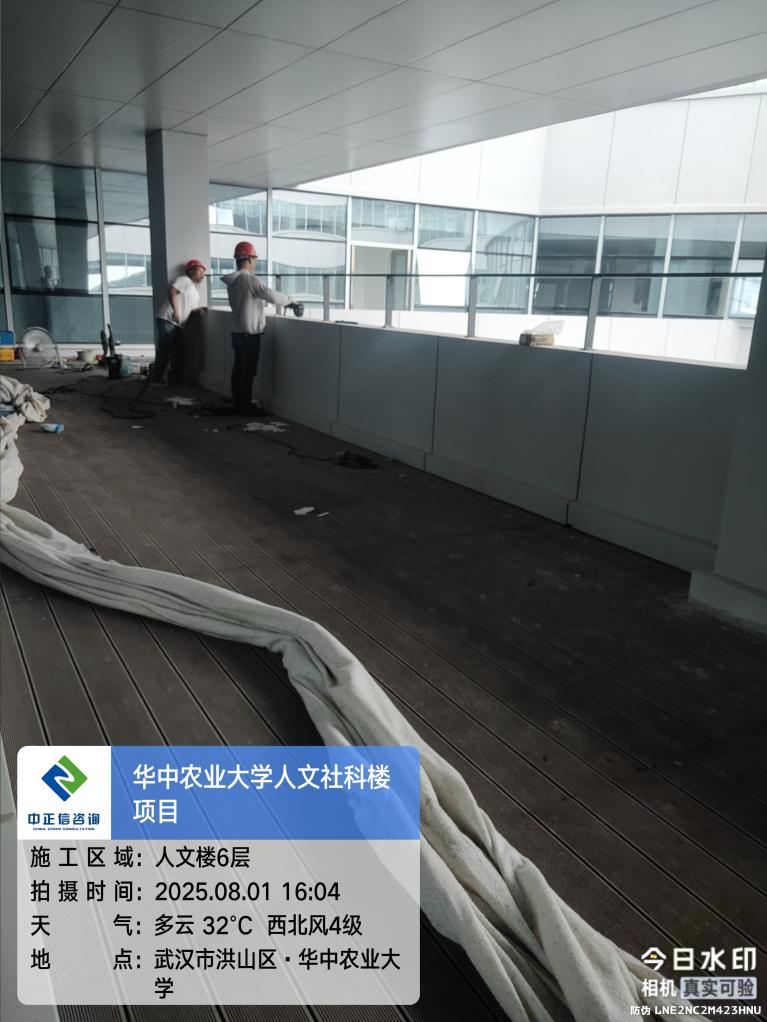 中正信咨询
华中农业大学人文社科楼
项目
施工区域：人文楼6层
拍摄时间：2025.08.01 16:04
天气：多云 32°C 西北风4级
地点：武汉市洪山区·华中农业大
学
今日水印
相机 真实可验
防伪 LNE2NC2M423HNU